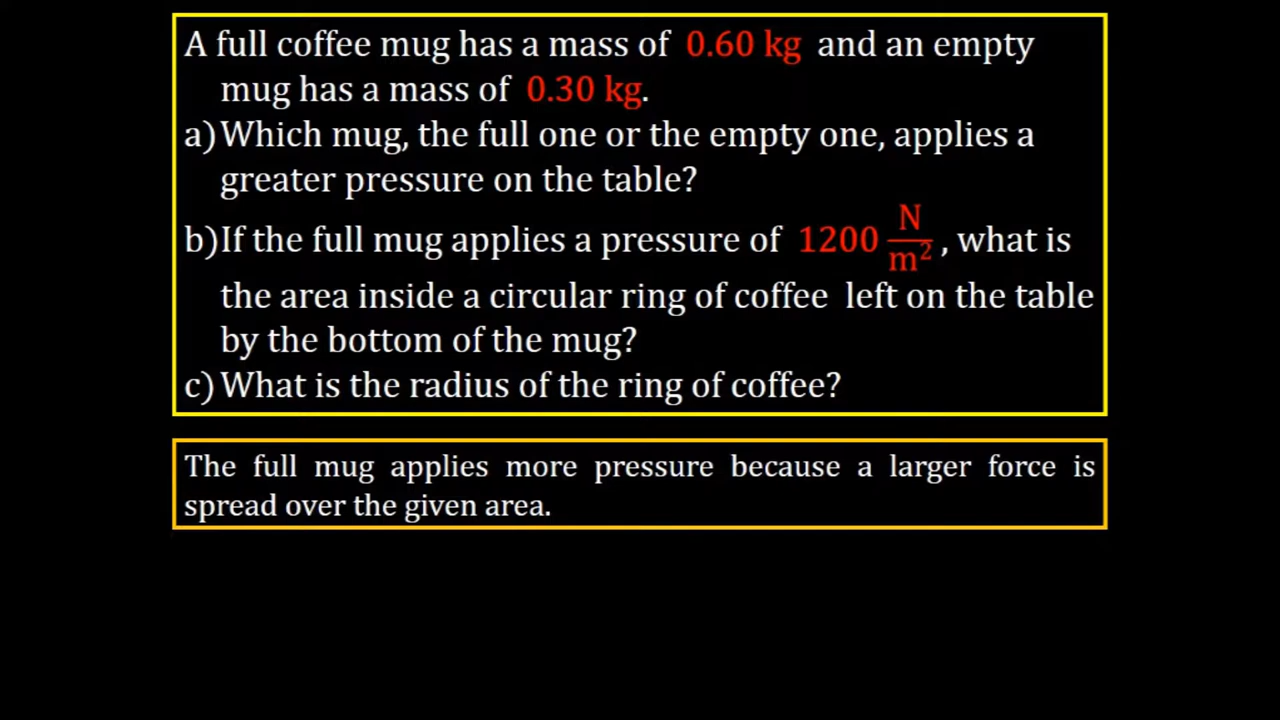 A full coffee mug has a mass of 0.60 kg and an empty
mug has a mass of 0.30 kg.
a) Which mug, the full one or the empty one, applies a
greater pressure on the table?
b) If the full mug applies a pressure of 1200 N/m², what is
the area inside a circular ring of coffee left on the table
by the bottom of the mug?
c) What is the radius of the ring of coffee?
The full mug applies more pressure because a larger force is
spread over the given area.